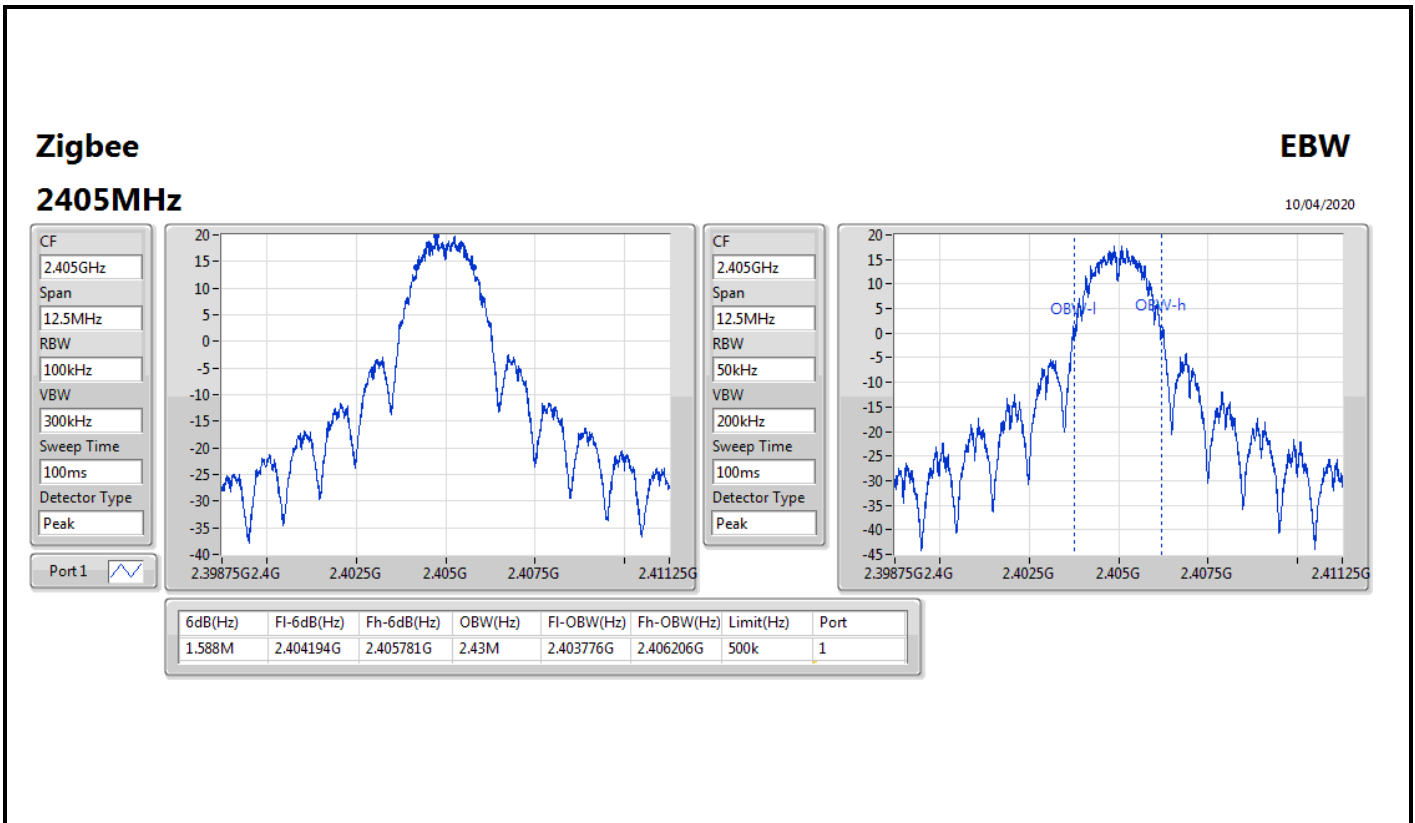 Zigbee
EBW
2405MHz
10/04/2020
CF
2.405GHz
Span
12.5MHz
RBW
100kHz
VBW
300kHz
Sweep Time
100ms
Detector Type
Peak
Port 1
20
15
10
5
0
-5
-10
-15
-20
-25
-30
-35
-40
2.39875G 2.4G 2.4025G 2.405G 2.4075G 2.41125G
CF
2.405GHz
Span
12.5MHz
RBW
50kHz
VBW
200kHz
Sweep Time
100ms
Detector Type
Peak
20
15
10
5
0
-5
-10
-15
-20
-25
-30
-35
-40
-45
OBW-l OBW-h
2.39875G 2.4G 2.4025G 2.405G 2.4075G 2.41125G
6dB(Hz) Fl-6dB(Hz) Fh-6dB(Hz) OBW(Hz) Fl-OBW(Hz) Fh-OBW(Hz) Limit(Hz) Port
1.588M 2.404194G 2.405781G 2.43M 2.403776G 2.406206G 500k 1